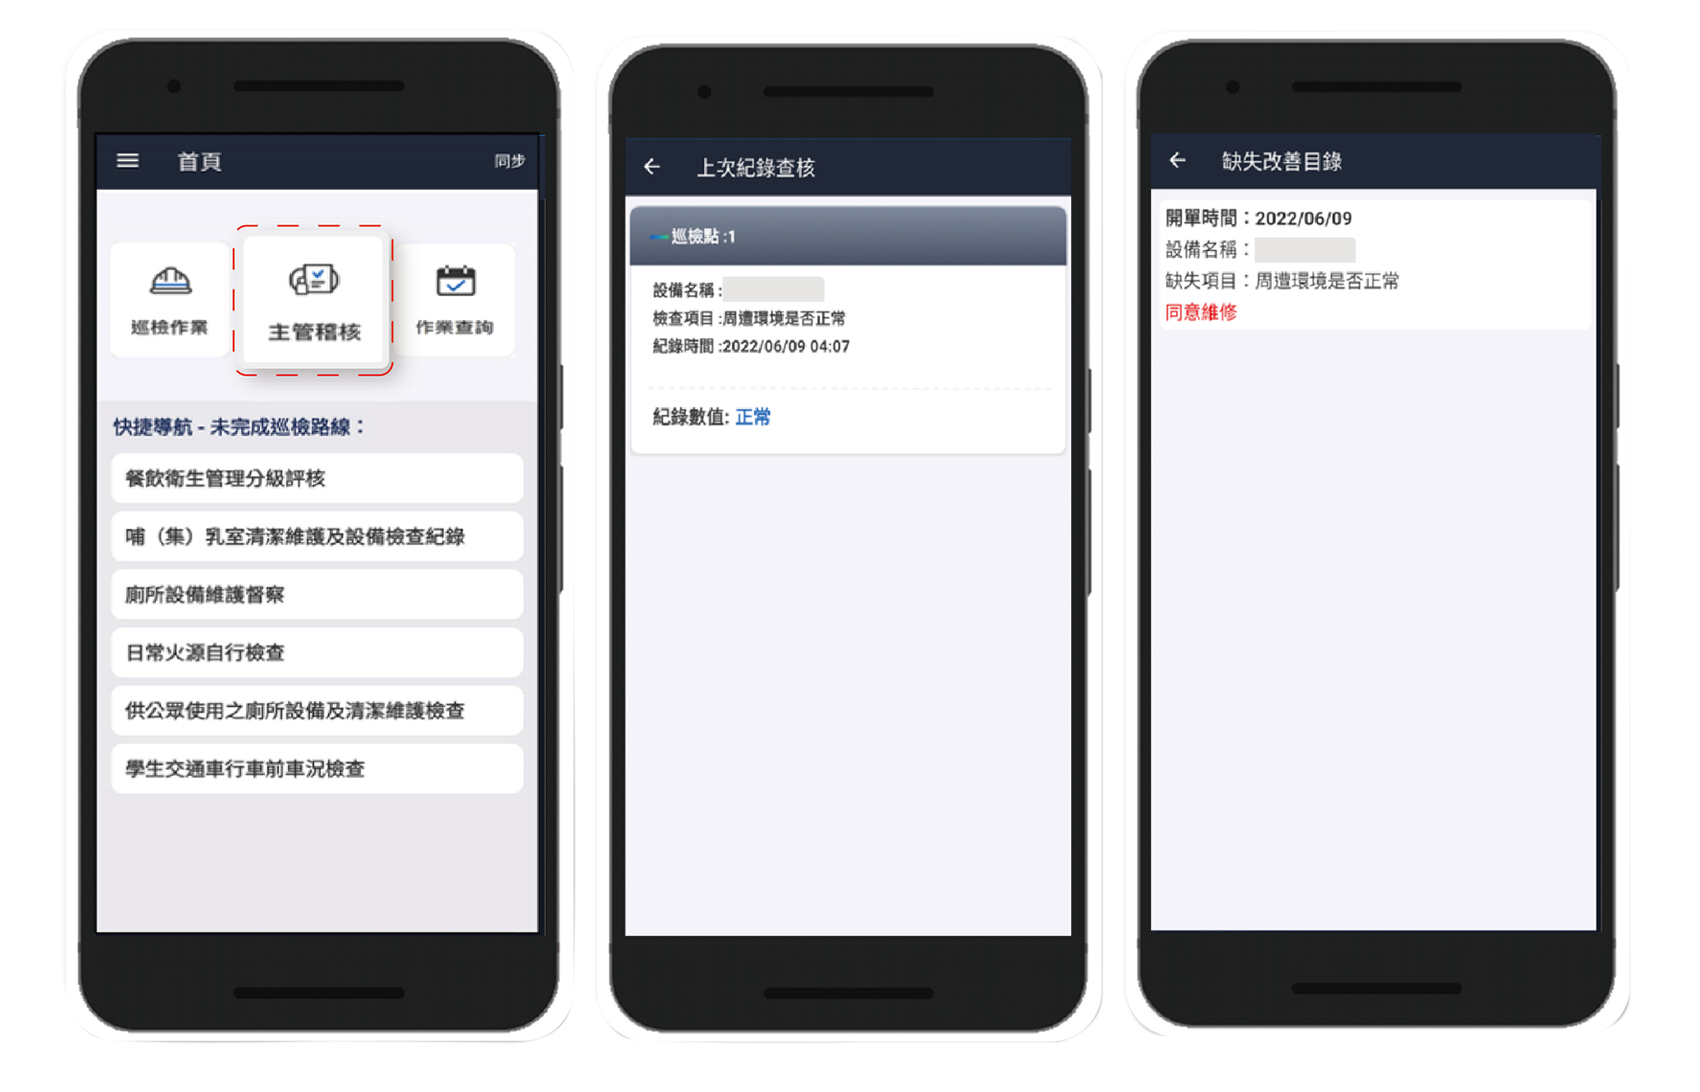 首頁
同步
巡檢作業
主管稽核
作業查詢
快捷導航 - 未完成巡檢路線：
餐飲衛生管理分級評核
哺（集）乳室清潔維護及設備檢查紀錄
廁所設備維護督察
日常火源自行檢查
供公眾使用之廁所設備及清潔維護檢查
學生交通車行車前車況檢查
上次紀錄查核
巡檢點 :1
設備名稱 :
檢查項目 :周遭環境是否正常
紀錄時間 :2022/06/09 04:07
紀錄數值: 正常
缺失改善目錄
開單時間：2022/06/09
設備名稱：
缺失項目：周遭環境是否正常
同意維修